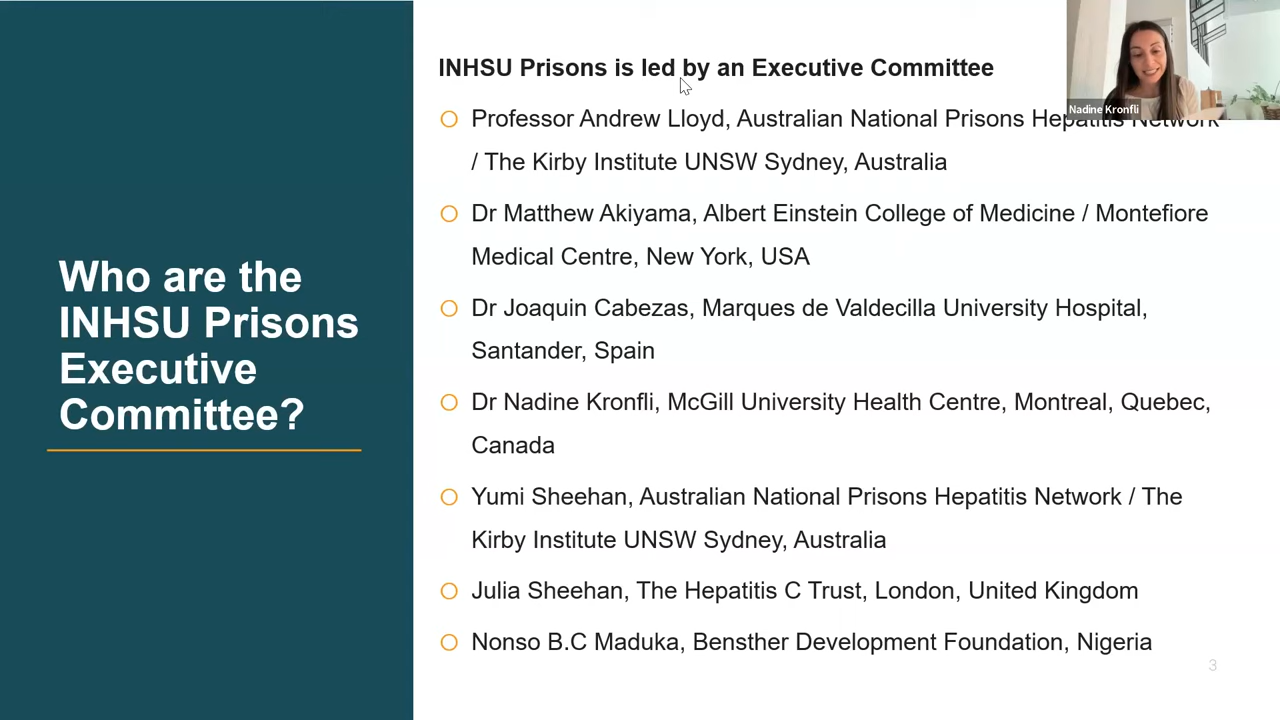 Who are the
INHSU Prisons
Executive
Committee?
INHSU Prisons is led by an Executive Committee
Professor Andrew Lloyd, Australian National Prisons Hepatitis Network
/ The Kirby Institute UNSW Sydney, Australia
Dr Matthew Akiyama, Albert Einstein College of Medicine / Montefiore
Medical Centre, New York, USA
Dr Joaquin Cabezas, Marques de Valdecilla University Hospital,
Santander, Spain
Dr Nadine Kronfli, McGill University Health Centre, Montreal, Quebec,
Canada
Yumi Sheehan, Australian National Prisons Hepatitis Network / The
Kirby Institute UNSW Sydney, Australia
Julia Sheehan, The Hepatitis C Trust, London, United Kingdom
Nonso B.C Maduka, Bensther Development Foundation, Nigeria
3
Nadine Kronfli